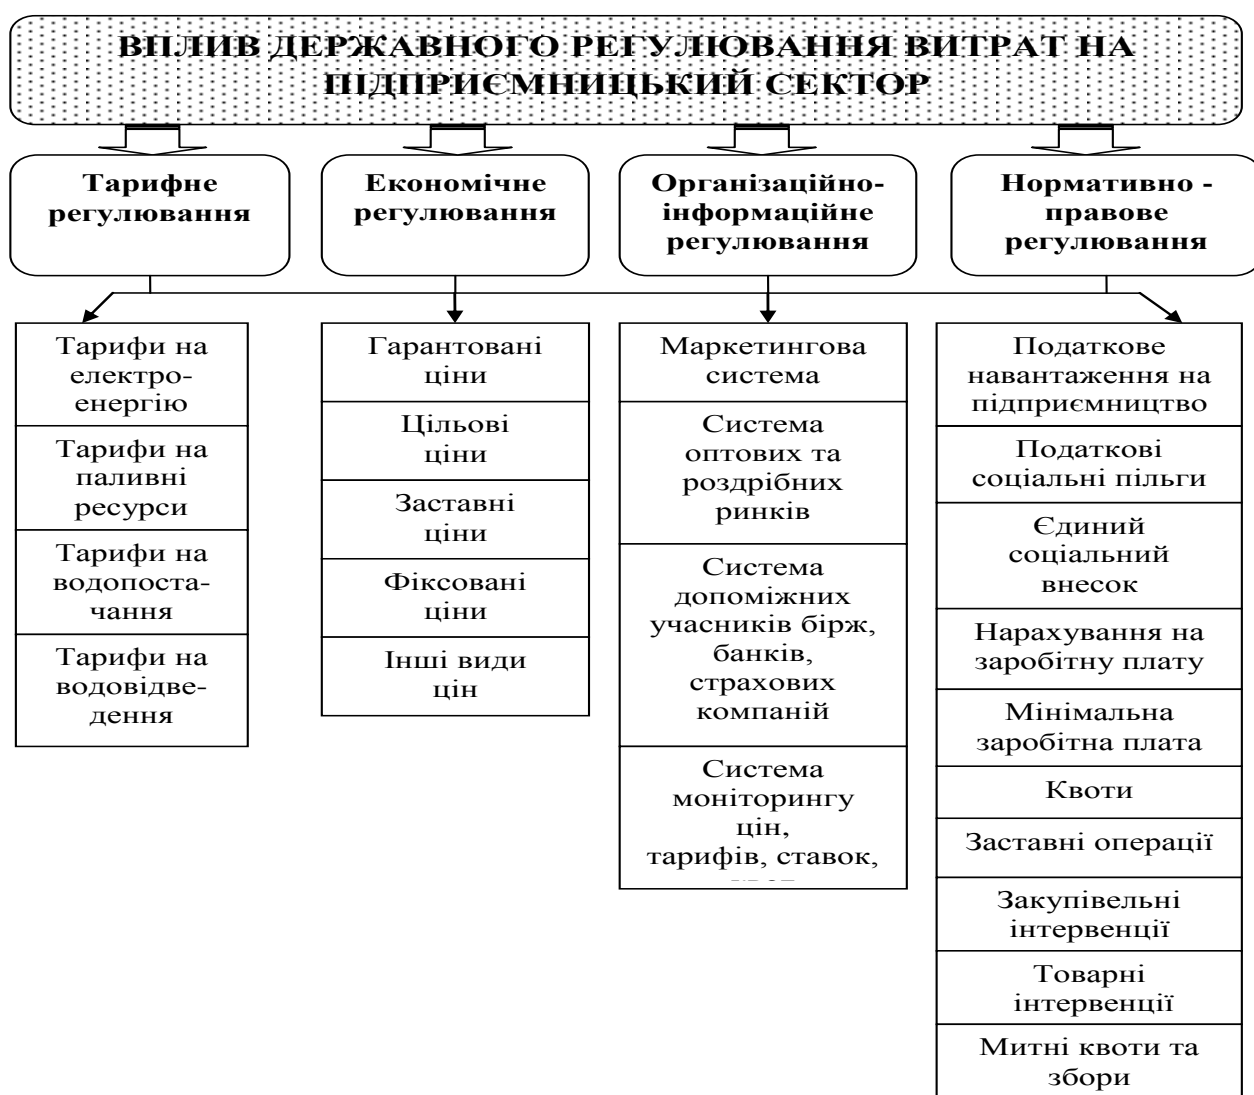 ВПЛИВ ДЕРЖАВНОГО РЕГУЛЮВАННЯ ВИТРАТ НА
ПІДПРИЄМНИЦЬКИЙ СЕКТОР
Тарифне
регулювання
Економічне
регулювання
Організаційно-
інформаційне
регулювання
Нормативно -
правове
регулювання
Тарифи на
електро-
енергію
Тарифи на
паливні
ресурси
Тарифи на
водопоста-
чання
Тарифи на
водовідве-
дення
Гарантовані
ціни
Цільові
ціни
Заставні
ціни
Фіксовані
ціни
Інші види
цін
Маркетингова
система
Система
оптових та
роздрібних
ринків
Система
допоміжних
учасників бірж,
банків,
страхових
компаній
Система
моніторингу
цін,
тарифів, ставок,
Податкове
навантаження на
підприємництво
Податкові
соціальні пільги
Єдиний
соціальний
внесок
Нарахування на
заробітну плату
Мінімальна
заробітна плата
Квоти
Заставні операції
Закупівельні
інтервенції
Товарні
інтервенції
Митні квоти та
збори